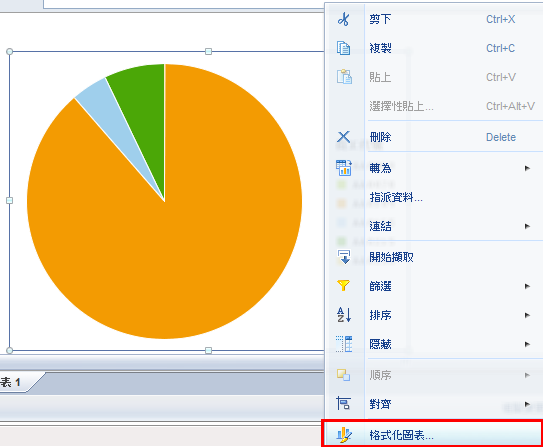 剪下 Ctrl+X
複製 Ctrl+C
貼上 Ctrl+V
選擇性貼上... Ctrl+Alt+V
刪除 Delete
轉為
指派資料...
連結
開始擷取
篩選
排序
隱藏
順序
對齊
格式化圖表...
表 1